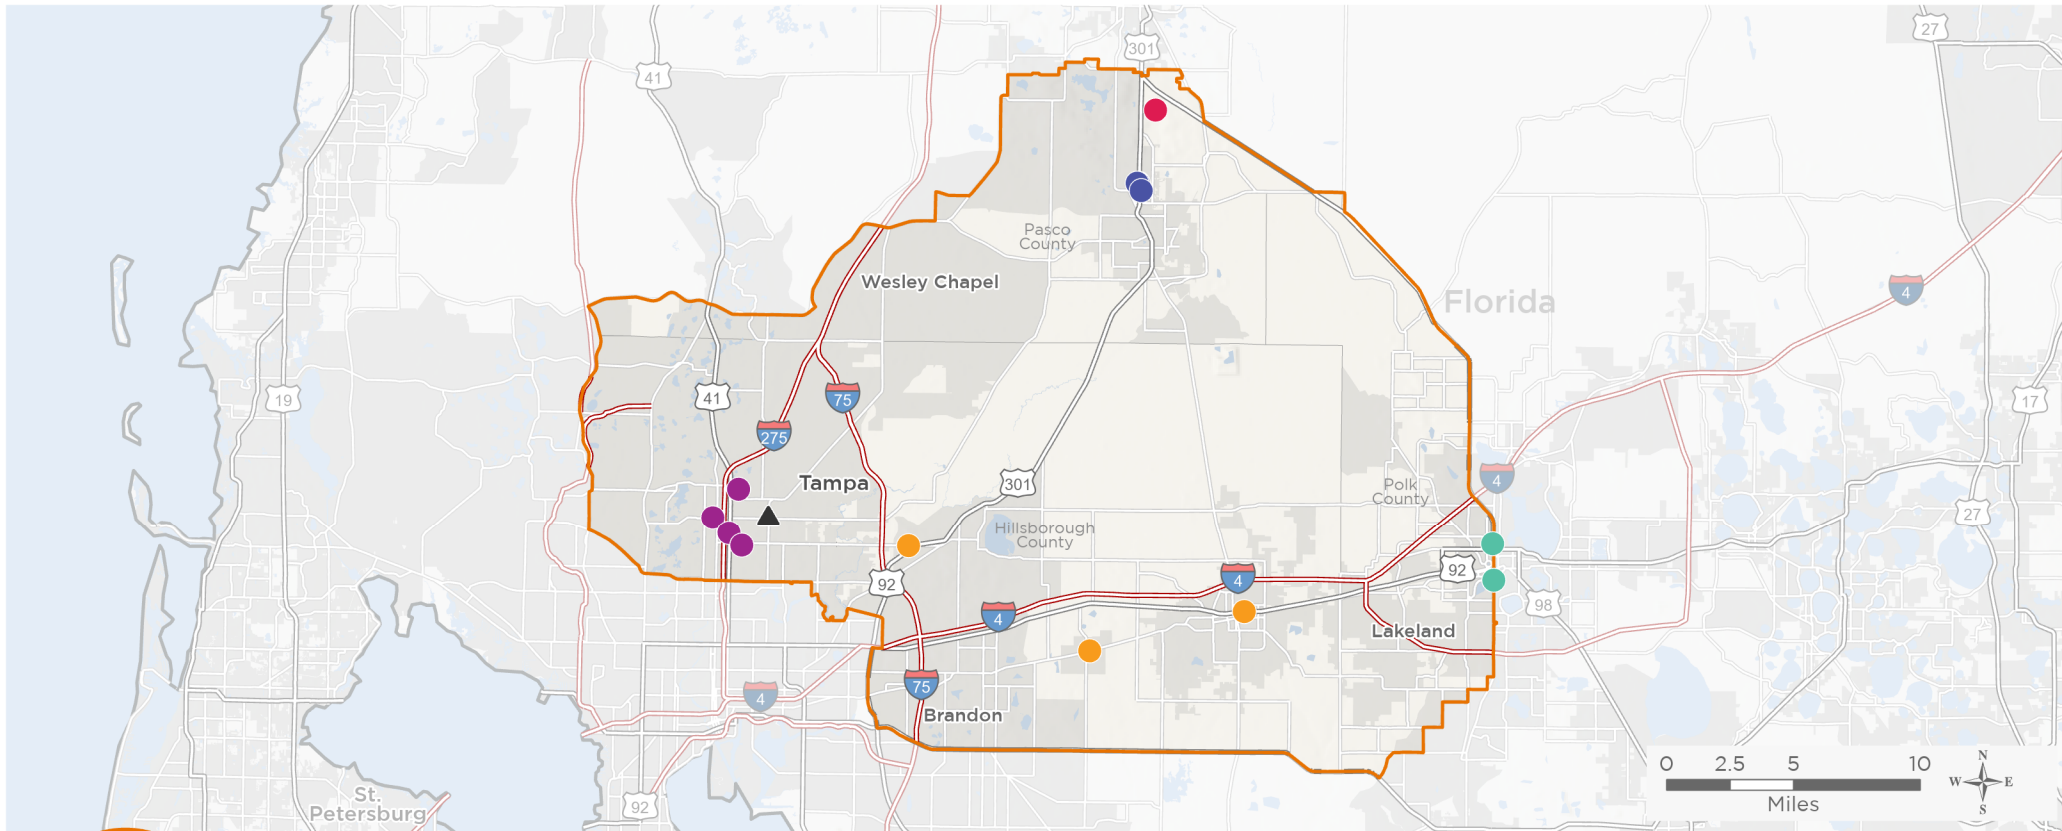 27
301
41
Pasco
County
Wesley Chapel
Florida
4
19
41
75
17
275
4
Tampa
301
Polk
County
27
Hillsborough
County
92
92
4
98
4
Lakeland
75
4
Brandon
0 2.5 5 10
Miles
N
W E
S
St.
Petersburg
92